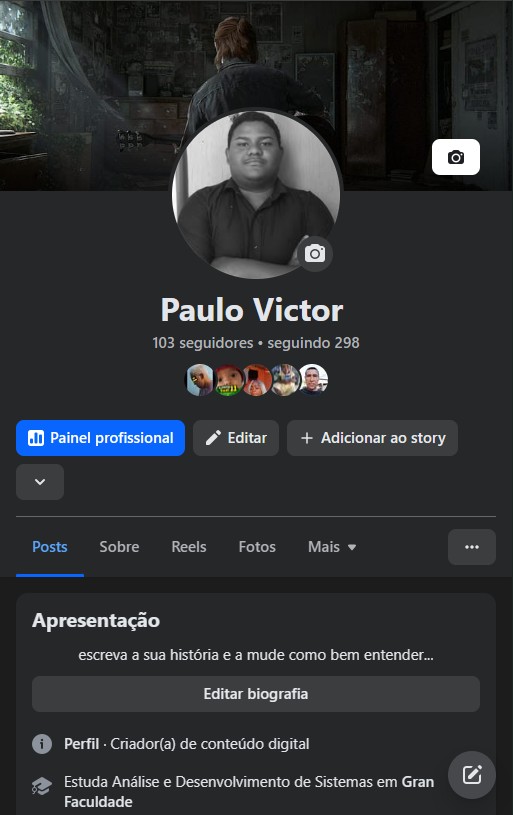 Paulo Victor
103 seguidores • seguindo 298
Painel profissional
Editar
Adicionar ao story
Posts
Sobre
Reels
Fotos
Mais
Apresentação
escreva a sua história e a mude como bem entender...
Editar biografia
Perfil · Criador(a) de conteúdo digital
Estuda Análise e Desenvolvimento de Sistemas em Gran
Faculdade